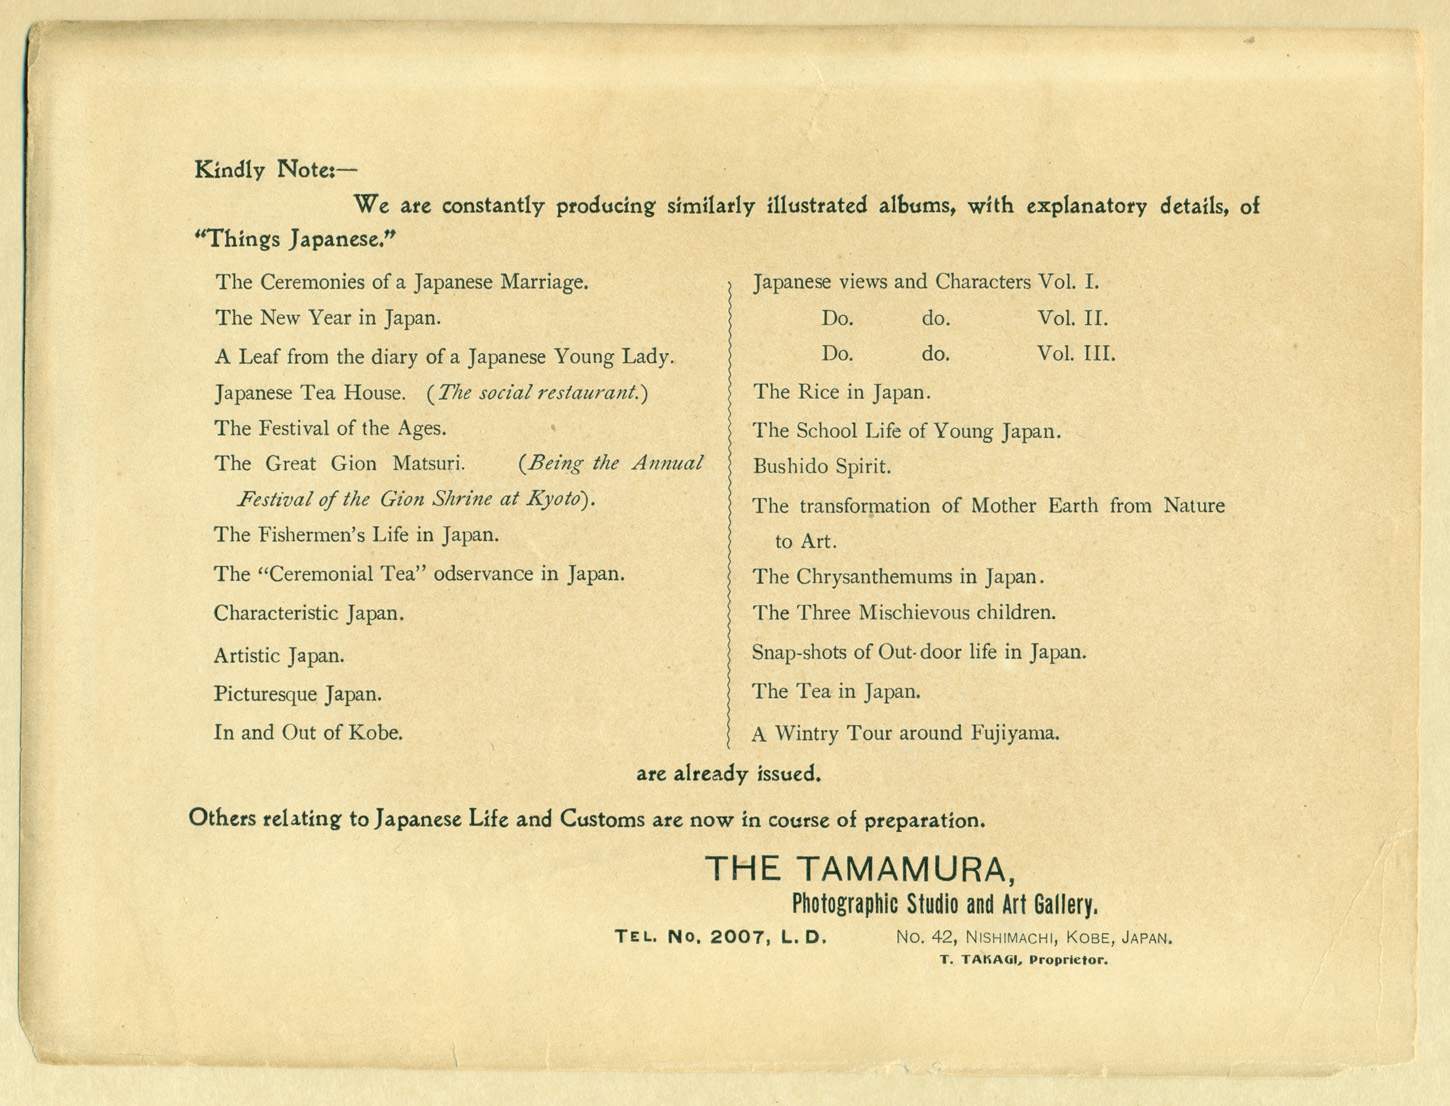 Kindly Note:—
We are constantly producing similarly illustrated albums, with explanatory details, of
“Things Japanese.”
The Ceremonies of a Japanese Marriage.
The New Year in Japan.
A Leaf from the diary of a Japanese Young Lady.
Japanese Tea House. (The social restaurant.)
The Festival of the Ages.
The Great Gion Matsuri. (Being the Annual
Festival of the Gion Shrine at Kyoto).
The Fishermen’s Life in Japan.
The “Ceremonial Tea” odservance in Japan.
Characteristic Japan.
Artistic Japan.
Picturesque Japan.
In and Out of Kobe.
Japanese views and Characters Vol. I.
Do. do. Vol. II.
Do. do. Vol. III.
The Rice in Japan.
The School Life of Young Japan.
Bushido Spirit.
The transformation of Mother Earth from Nature
to Art.
The Chrysanthemums in Japan.
The Three Mischievous children.
Snap-shots of Out-door life in Japan.
The Tea in Japan.
A Wintry Tour around Fujiyama.
are already issued.
Others relating to Japanese Life and Customs are now in course of preparation.
THE TAMAMURA,
Photographic Studio and Art Gallery.
TEL. NO. 2007, L. D. NO. 42, NISHIMACHI, KOBE, JAPAN.
T. TAKAGI, Proprietor.